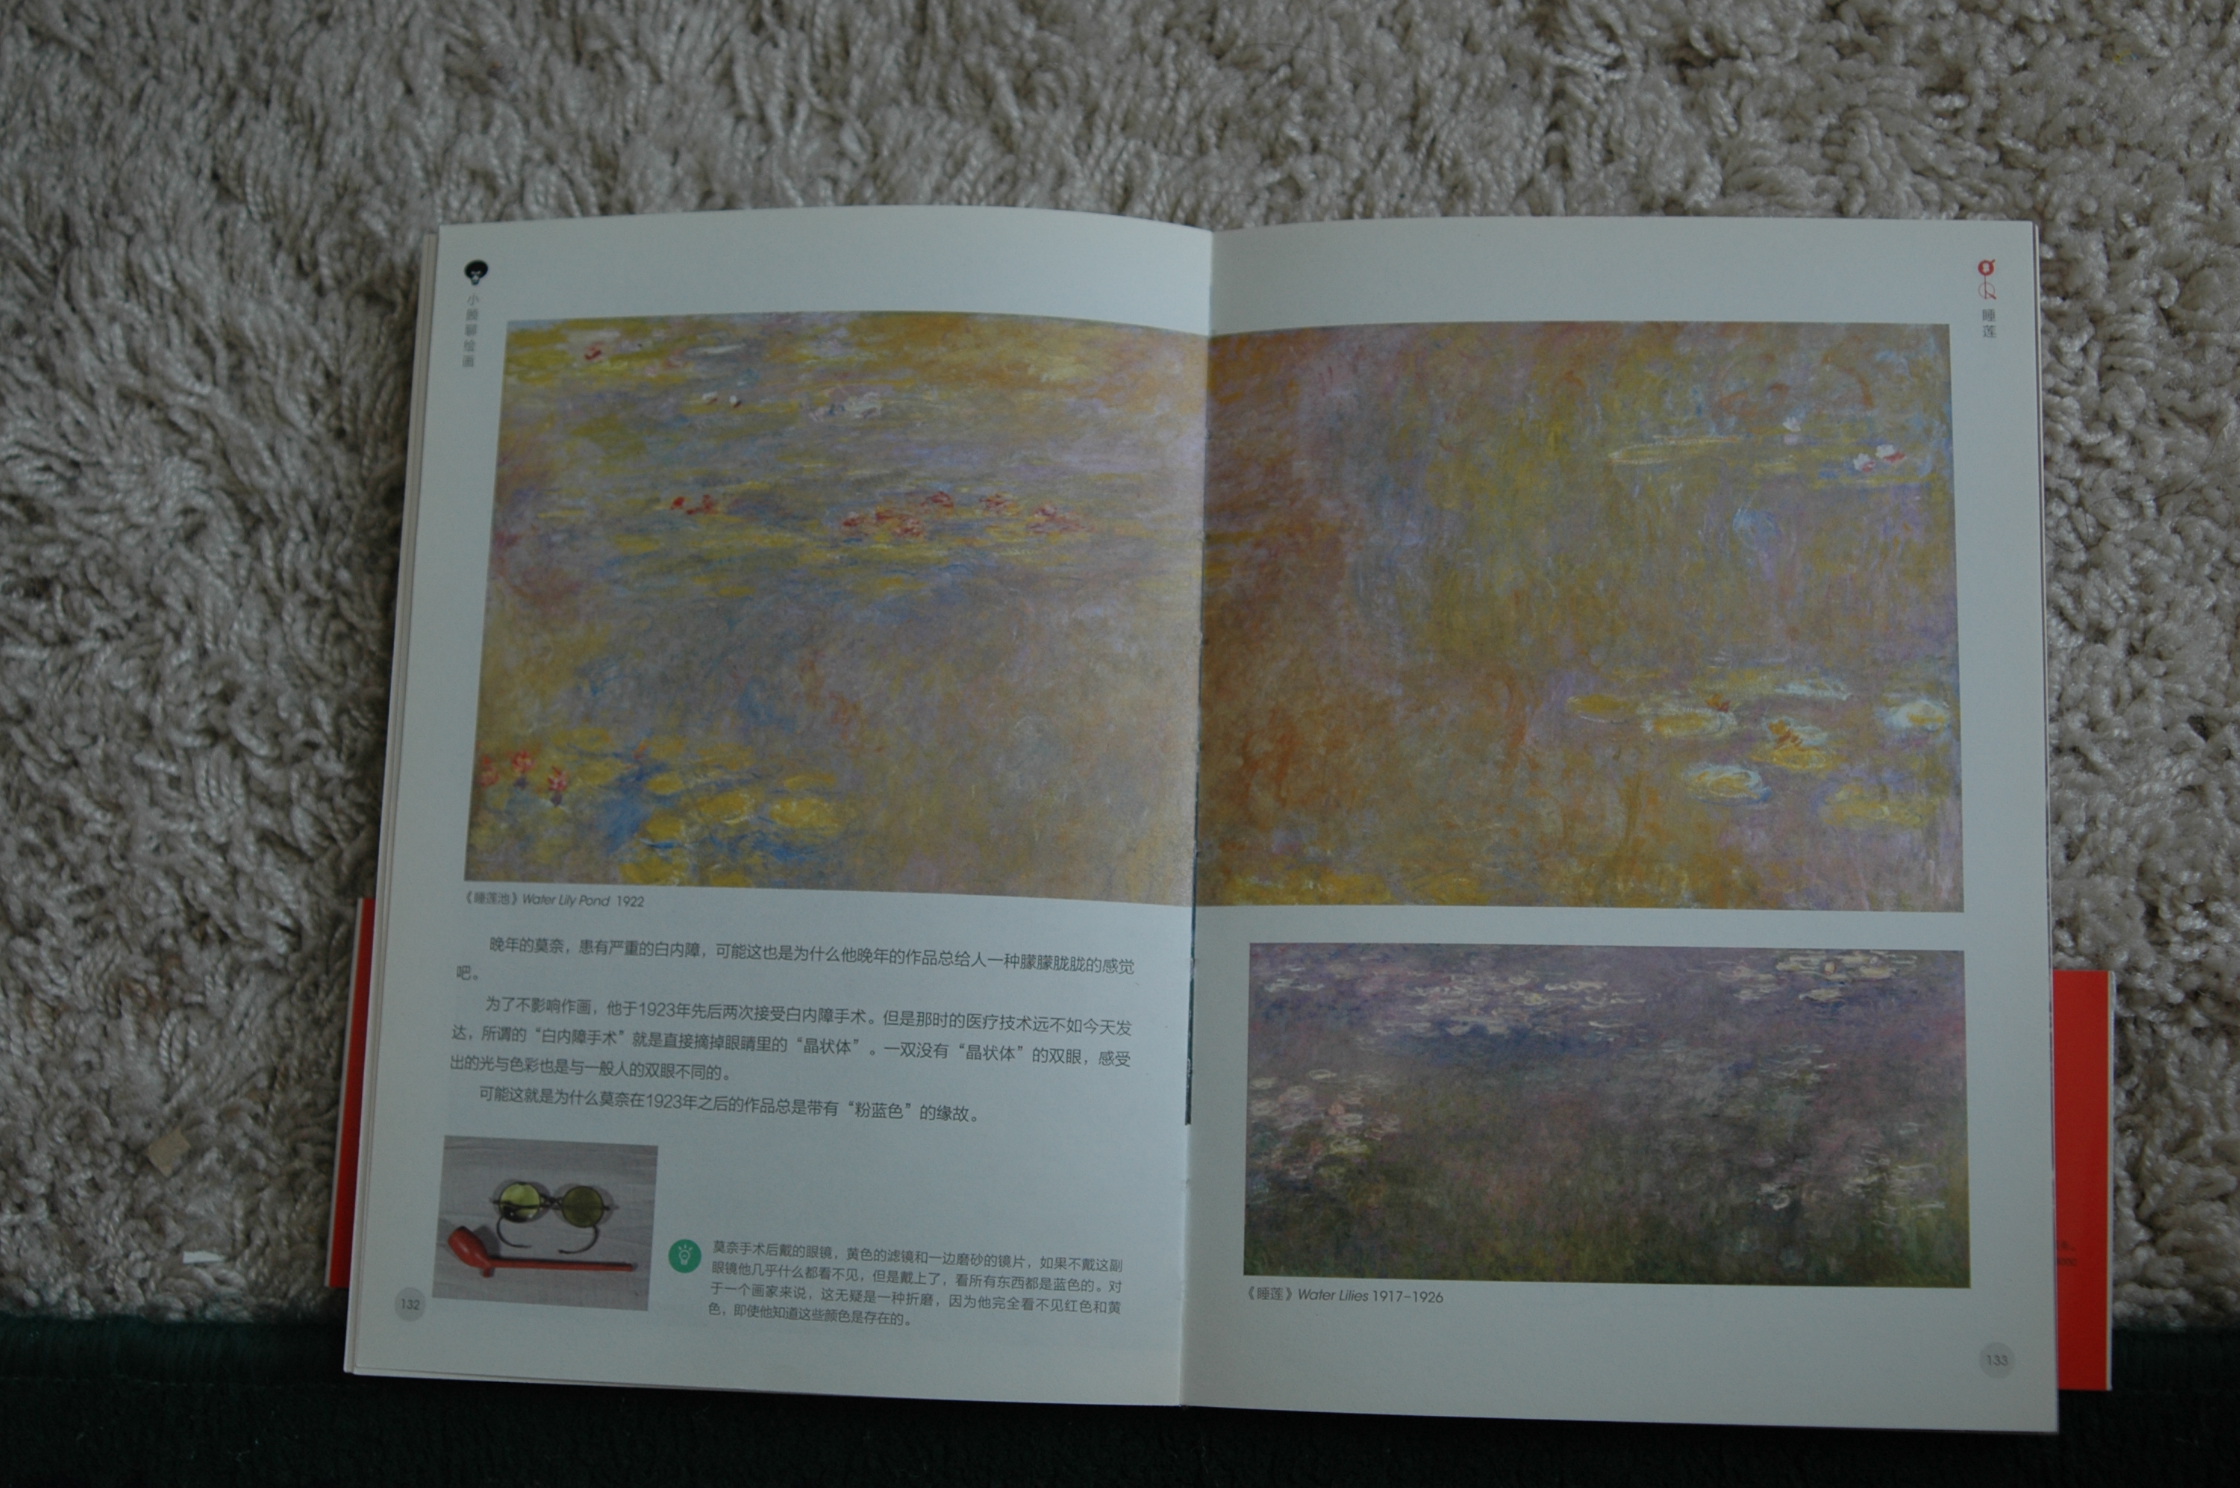 绘画
《睡莲池》Water Lily Pond 1922
晚年的莫奈，患有严重的白内障，可能这也是为什么他晚年的作品总给人一种朦朦胧胧的感觉
吧。
为了不影响作画，他于1923年先后两次接受白内障手术。但是那时的医疗技术远不如今天发
达，所谓的“白内障手术”就是直接摘掉眼睛里的“晶状体”。一双没有“晶状体”的双眼，感受
出的光与色彩也是与一般人的双眼不同的。
可能这就是为什么莫奈在1923年之后的作品总是带有“粉蓝色”的缘故。
莫奈手术后戴的眼镜，黄色的滤镜和一边磨砂的镜片，如果不戴这副
眼镜他几乎什么都看不见，但是戴上了，看所有东西都是蓝色的。对
于一个画家来说，这无疑是一种折磨，因为他完全看不见红色和黄
色，即使他知道这些颜色是存在的。
132
睡莲
《睡莲》Water Lilies 1917-1926
133